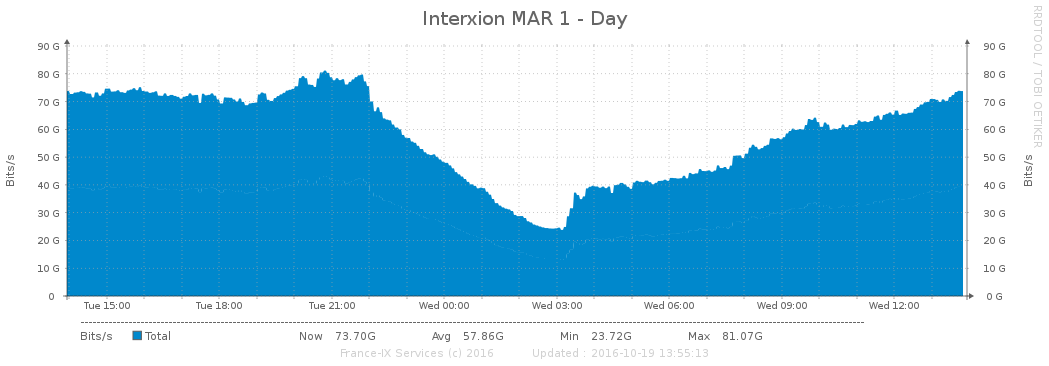 Interxion MAR 1 - Day
RRDTOOL / TOBI OETIKER
Bits/s
90 G
80 G
70 G
60 G
50 G
40 G
30 G
20 G
10 G
0
90 G
80 G
70 G
60 G
50 G
40 G
30 G
20 G
10 G
0 G
Bits/s
Tue 15:00 Tue 18:00 Tue 21:00 Wed 00:00 Wed 03:00 Wed 06:00 Wed 09:00 Wed 12:00
Bits/s Total Now 73.70G Avg 57.86G Min 23.72G Max 81.07G
France-IX Services (c) 2016 Updated : 2016-10-19 13:55:13